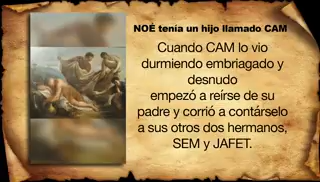 NOÉ tenía un hijo llamado CAM
Cuando CAM lo vio
durmiendo embriagado y
desnudo
empezó a reírse de su
padre y corrió a contárselo
a sus otros dos hermanos,
SEM y JAFET.